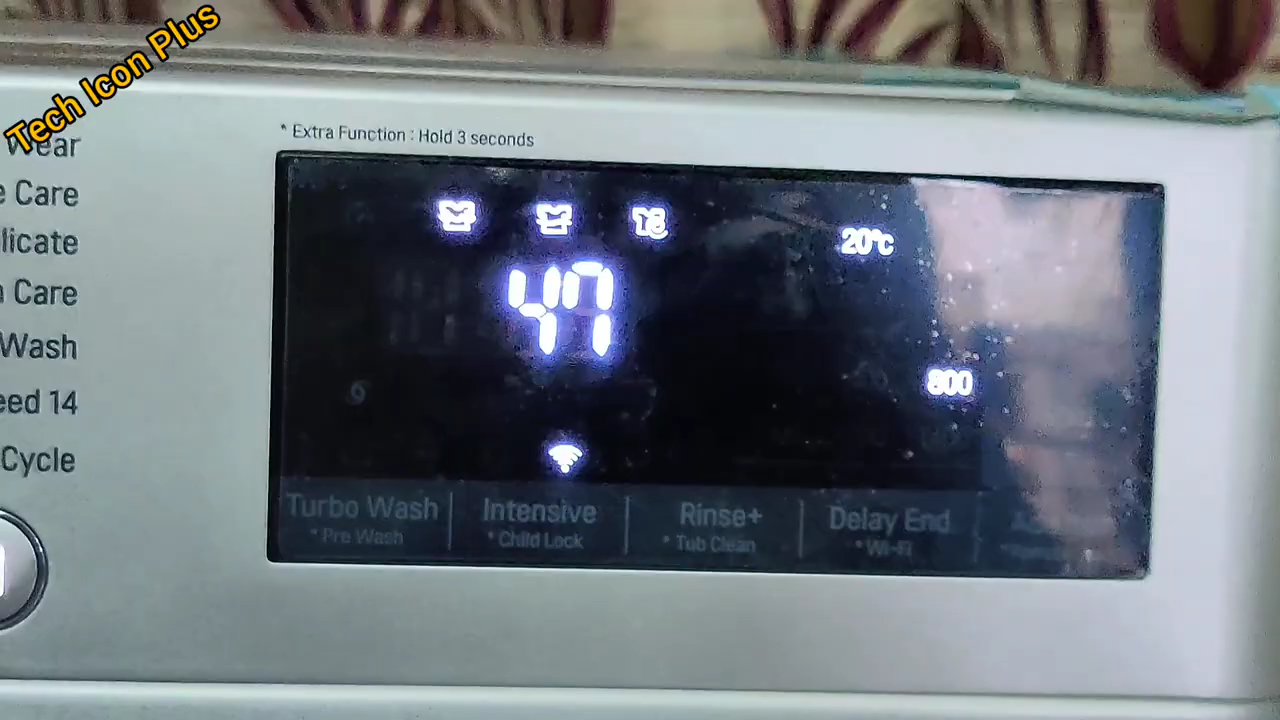 Tech Icon Plus
* Extra Function : Hold 3 seconds
Wear
e Care
licate
n Care
Wash
eed 14
Cycle
20°C
47
800
Turbo Wash
* Pre Wash
Intensive
* Child Lock
Rinse+
* Tub Clean
Delay End
* Wi-Fi